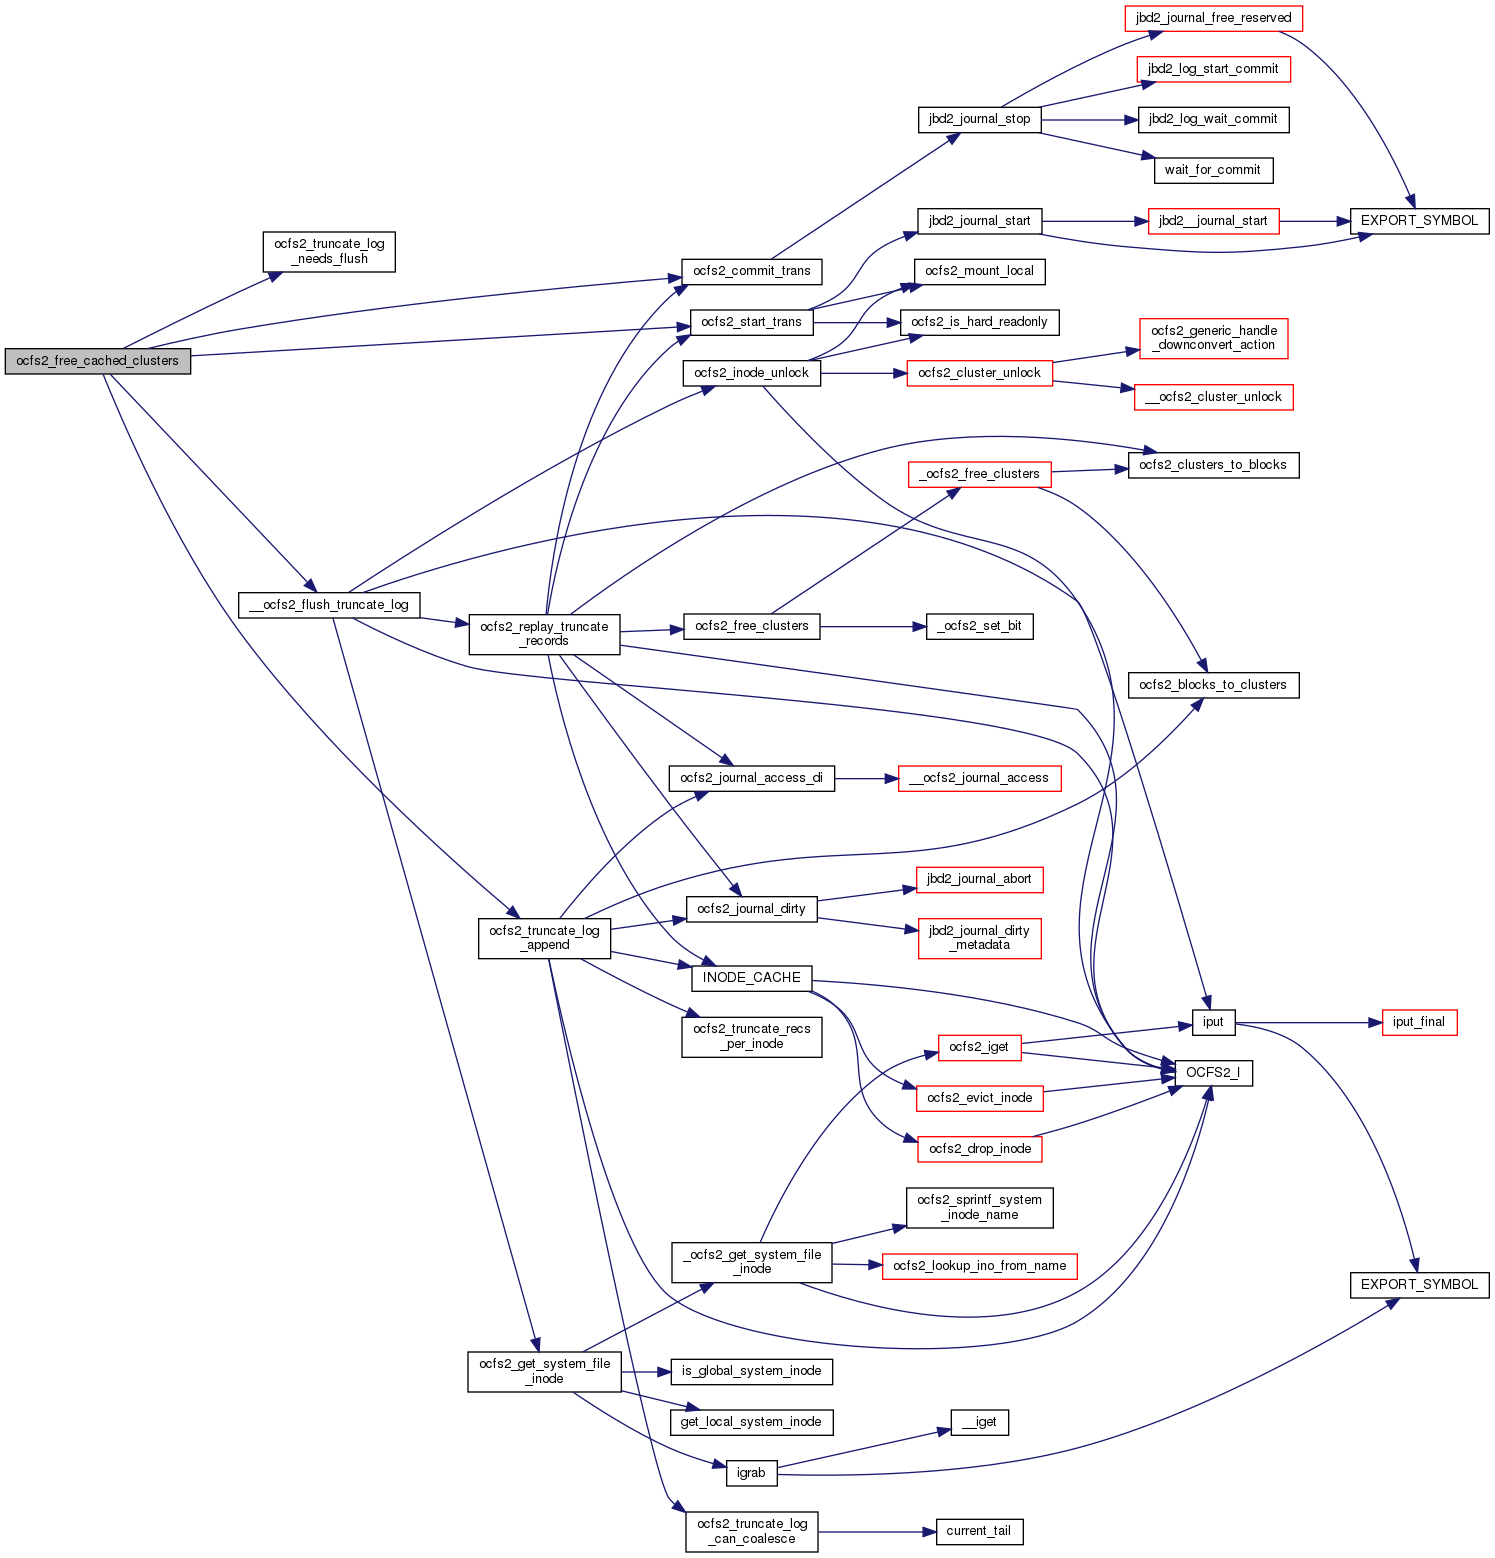 jbd2_journal_free_reserved
jbd2_log_start_commit
jbd2_journal_stop
jbd2_log_wait_commit
wait_for_commit
jbd2_journal_start
jbd2__journal_start
EXPORT_SYMBOL
ocfs2_truncate_log
_needs_flush
ocfs2_commit_trans
ocfs2_mount_local
ocfs2_start_trans
ocfs2_is_hard_readonly
ocfs2_generic_handle
_downconvert_action
ocfs2_free_cached_clusters
ocfs2_inode_unlock
ocfs2_cluster_unlock
__ocfs2_cluster_unlock
_ocfs2_free_clusters
ocfs2_clusters_to_blocks
__ocfs2_flush_truncate_log
ocfs2_replay_truncate
_records
ocfs2_free_clusters
_ocfs2_set_bit
ocfs2_blocks_to_clusters
ocfs2_journal_access_di
__ocfs2_journal_access
jbd2_journal_abort
ocfs2_journal_dirty
ocfs2_truncate_log
_append
jbd2_journal_dirty
_metadata
INODE_CACHE
iput
iput_final
ocfs2_truncate_recs
_per_inode
ocfs2_iget
OCFS2_I
ocfs2_evict_inode
ocfs2_drop_inode
ocfs2_sprintf_system
_inode_name
_ocfs2_get_system_file
_inode
ocfs2_lookup_ino_from_name
EXPORT_SYMBOL
ocfs2_get_system_file
_inode
is_global_system_inode
get_local_system_inode
__iget
igrab
ocfs2_truncate_log
_can_coalesce
current_tail